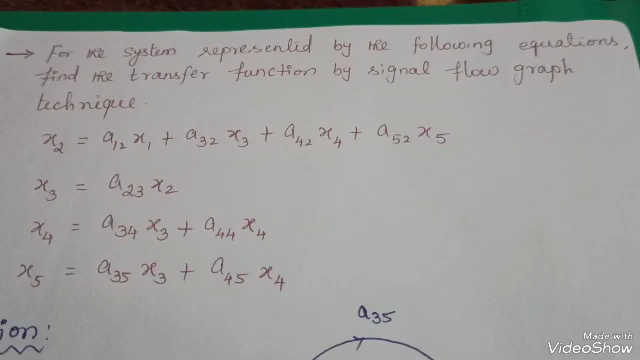 → For the system represented by the following equations,
find the transfer function by signal flow graph
technique.
x₂ = a₁₂ x₁ + a₃₂ x₃ + a₄₂ x₄ + a₅₂ x₅
x₃ = a₂₃ x₂
x₄ = a₃₄ x₃ + a₄₄ x₄
x₅ = a₃₅ x₃ + a₄₅ x₄
ion:
a₃₅
Made with
VideoShow